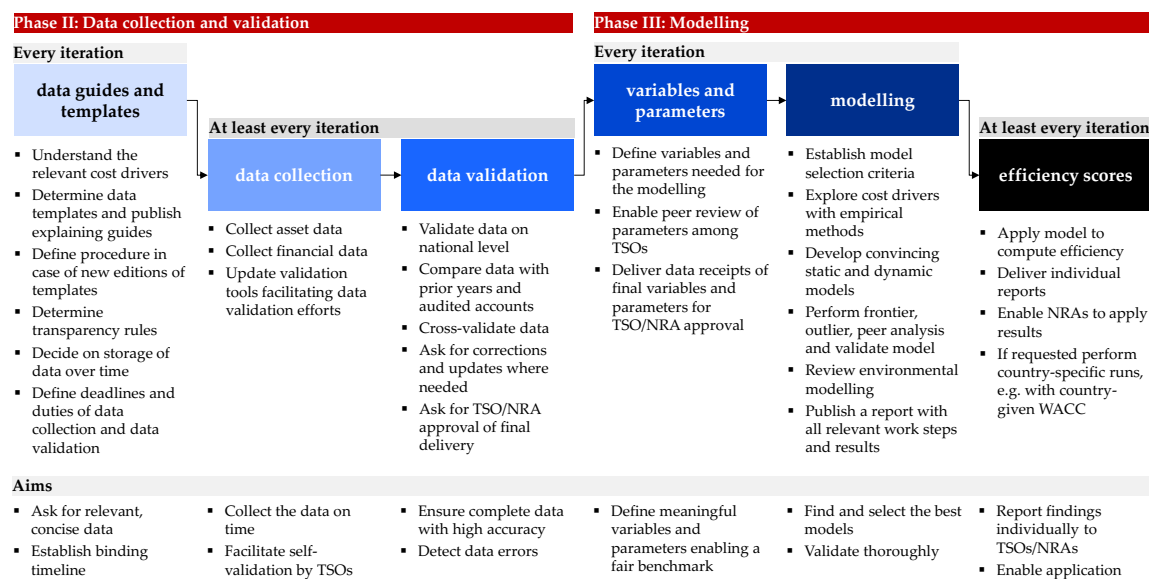 Phase II: Data collection and validation
Every iteration
data guides and
templates
▪ Understand the
relevant cost drivers
▪ Determine data
templates and publish
explaining guides
▪ Define procedure in
case of new editions of
templates
▪ Determine
transparency rules
▪ Decide on storage of
data over time
▪ Define deadlines and
duties of data
collection and data
validation
At least every iteration
data collection
▪ Collect asset data
▪ Collect financial data
▪ Update validation
tools facilitating data
validation efforts
data validation
▪ Validate data on
national level
▪ Compare data with
prior years and
audited accounts
▪ Cross-validate data
▪ Ask for corrections
and updates where
needed
▪ Ask for TSO/NRA
approval of final
delivery
Phase III: Modelling
Every iteration
variables and
parameters
▪ Define variables and
parameters needed for
the modelling
▪ Enable peer review of
parameters among
TSOs
▪ Deliver data receipts of
final variables and
parameters for
TSO/NRA approval
modelling
▪ Establish model
selection criteria
▪ Explore cost drivers
with empirical
methods
▪ Develop convincing
static and dynamic
models
▪ Perform frontier,
outlier, peer analysis
and validate model
▪ Review environmental
modelling
▪ Publish a report with
all relevant work steps
and results
At least every iteration
efficiency scores
▪ Apply model to
compute efficiency
▪ Deliver individual
reports
▪ Enable NRAs to apply
results
▪ If requested perform
country-specific runs,
e.g. with country-
given WACC
Aims
▪ Ask for relevant,
concise data
▪ Establish binding
timeline
▪ Collect the data on
time
▪ Facilitate self-
validation by TSOs
▪ Ensure complete data
with high accuracy
▪ Detect data errors
▪ Define meaningful
variables and
parameters enabling a
fair benchmark
▪ Find and select the best
models
▪ Validate thoroughly
▪ Report findings
individually to
TSOs/NRAs
▪ Enable application